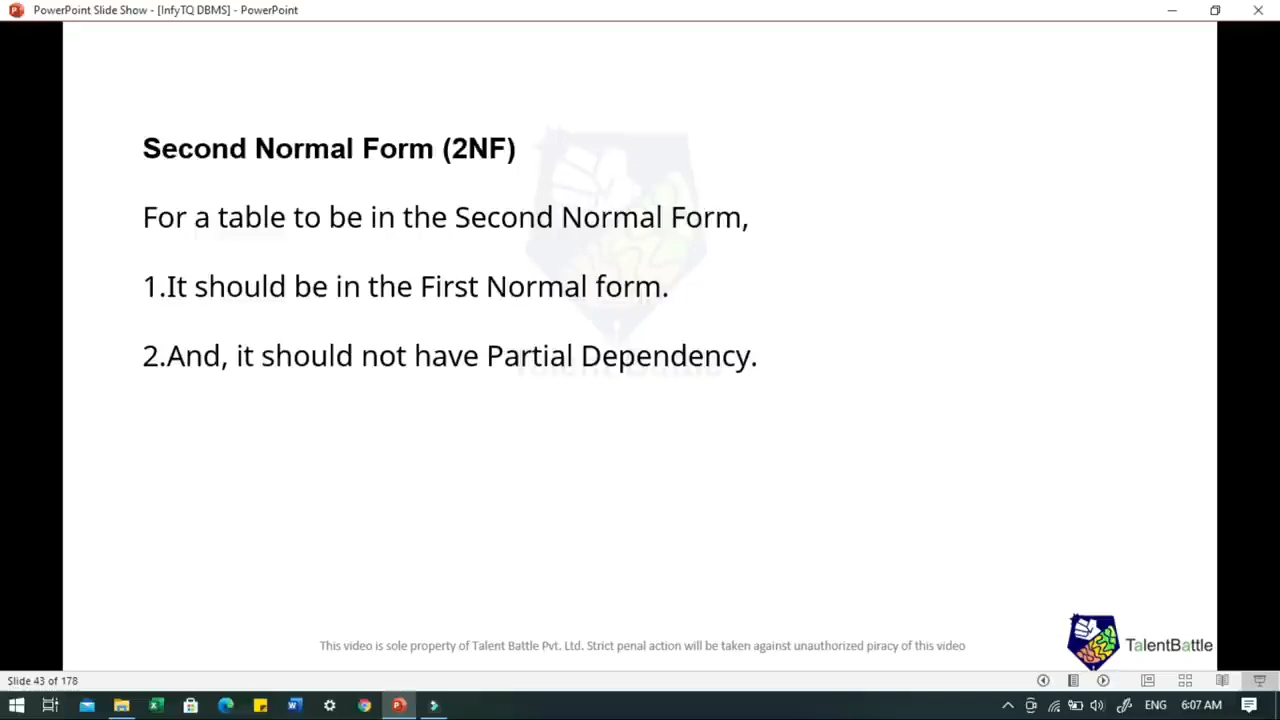 PowerPoint Slide Show - [InfyTQ DBMS] - PowerPoint
Second Normal Form (2NF)
For a table to be in the Second Normal Form,
1.It should be in the First Normal form.
2.And, it should not have Partial Dependency.
Talent Battle
This video is sole property of Talent Battle Pvt. Ltd. Strict penal action will be taken against unauthorized piracy of this video
TalentBattle
Slide 43 of 178
ENG
6:07 AM